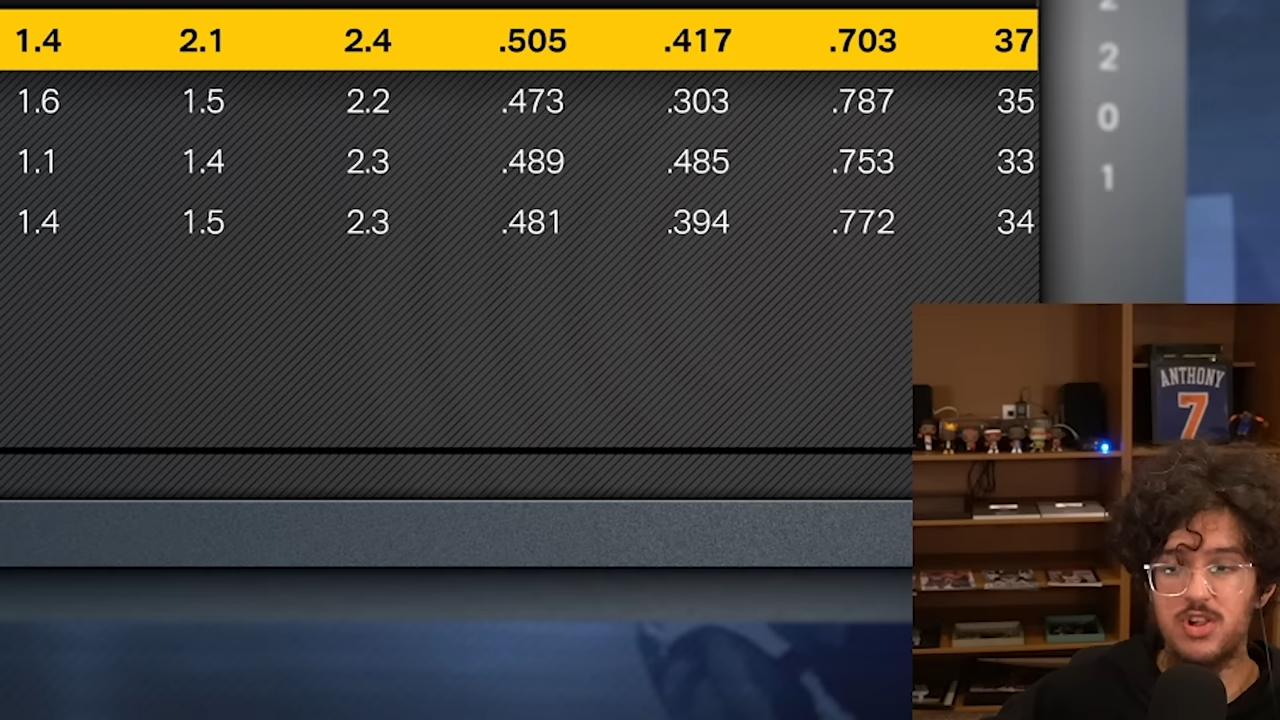 1.4 2.1 2.4 .505 .417 .703 37
1.6 1.5 2.2 .473 .303 .787 35
1.1 1.4 2.3 .489 .485 .753 33
1.4 1.5 2.3 .481 .394 .772 34
2
0
1
ANTHONY
7